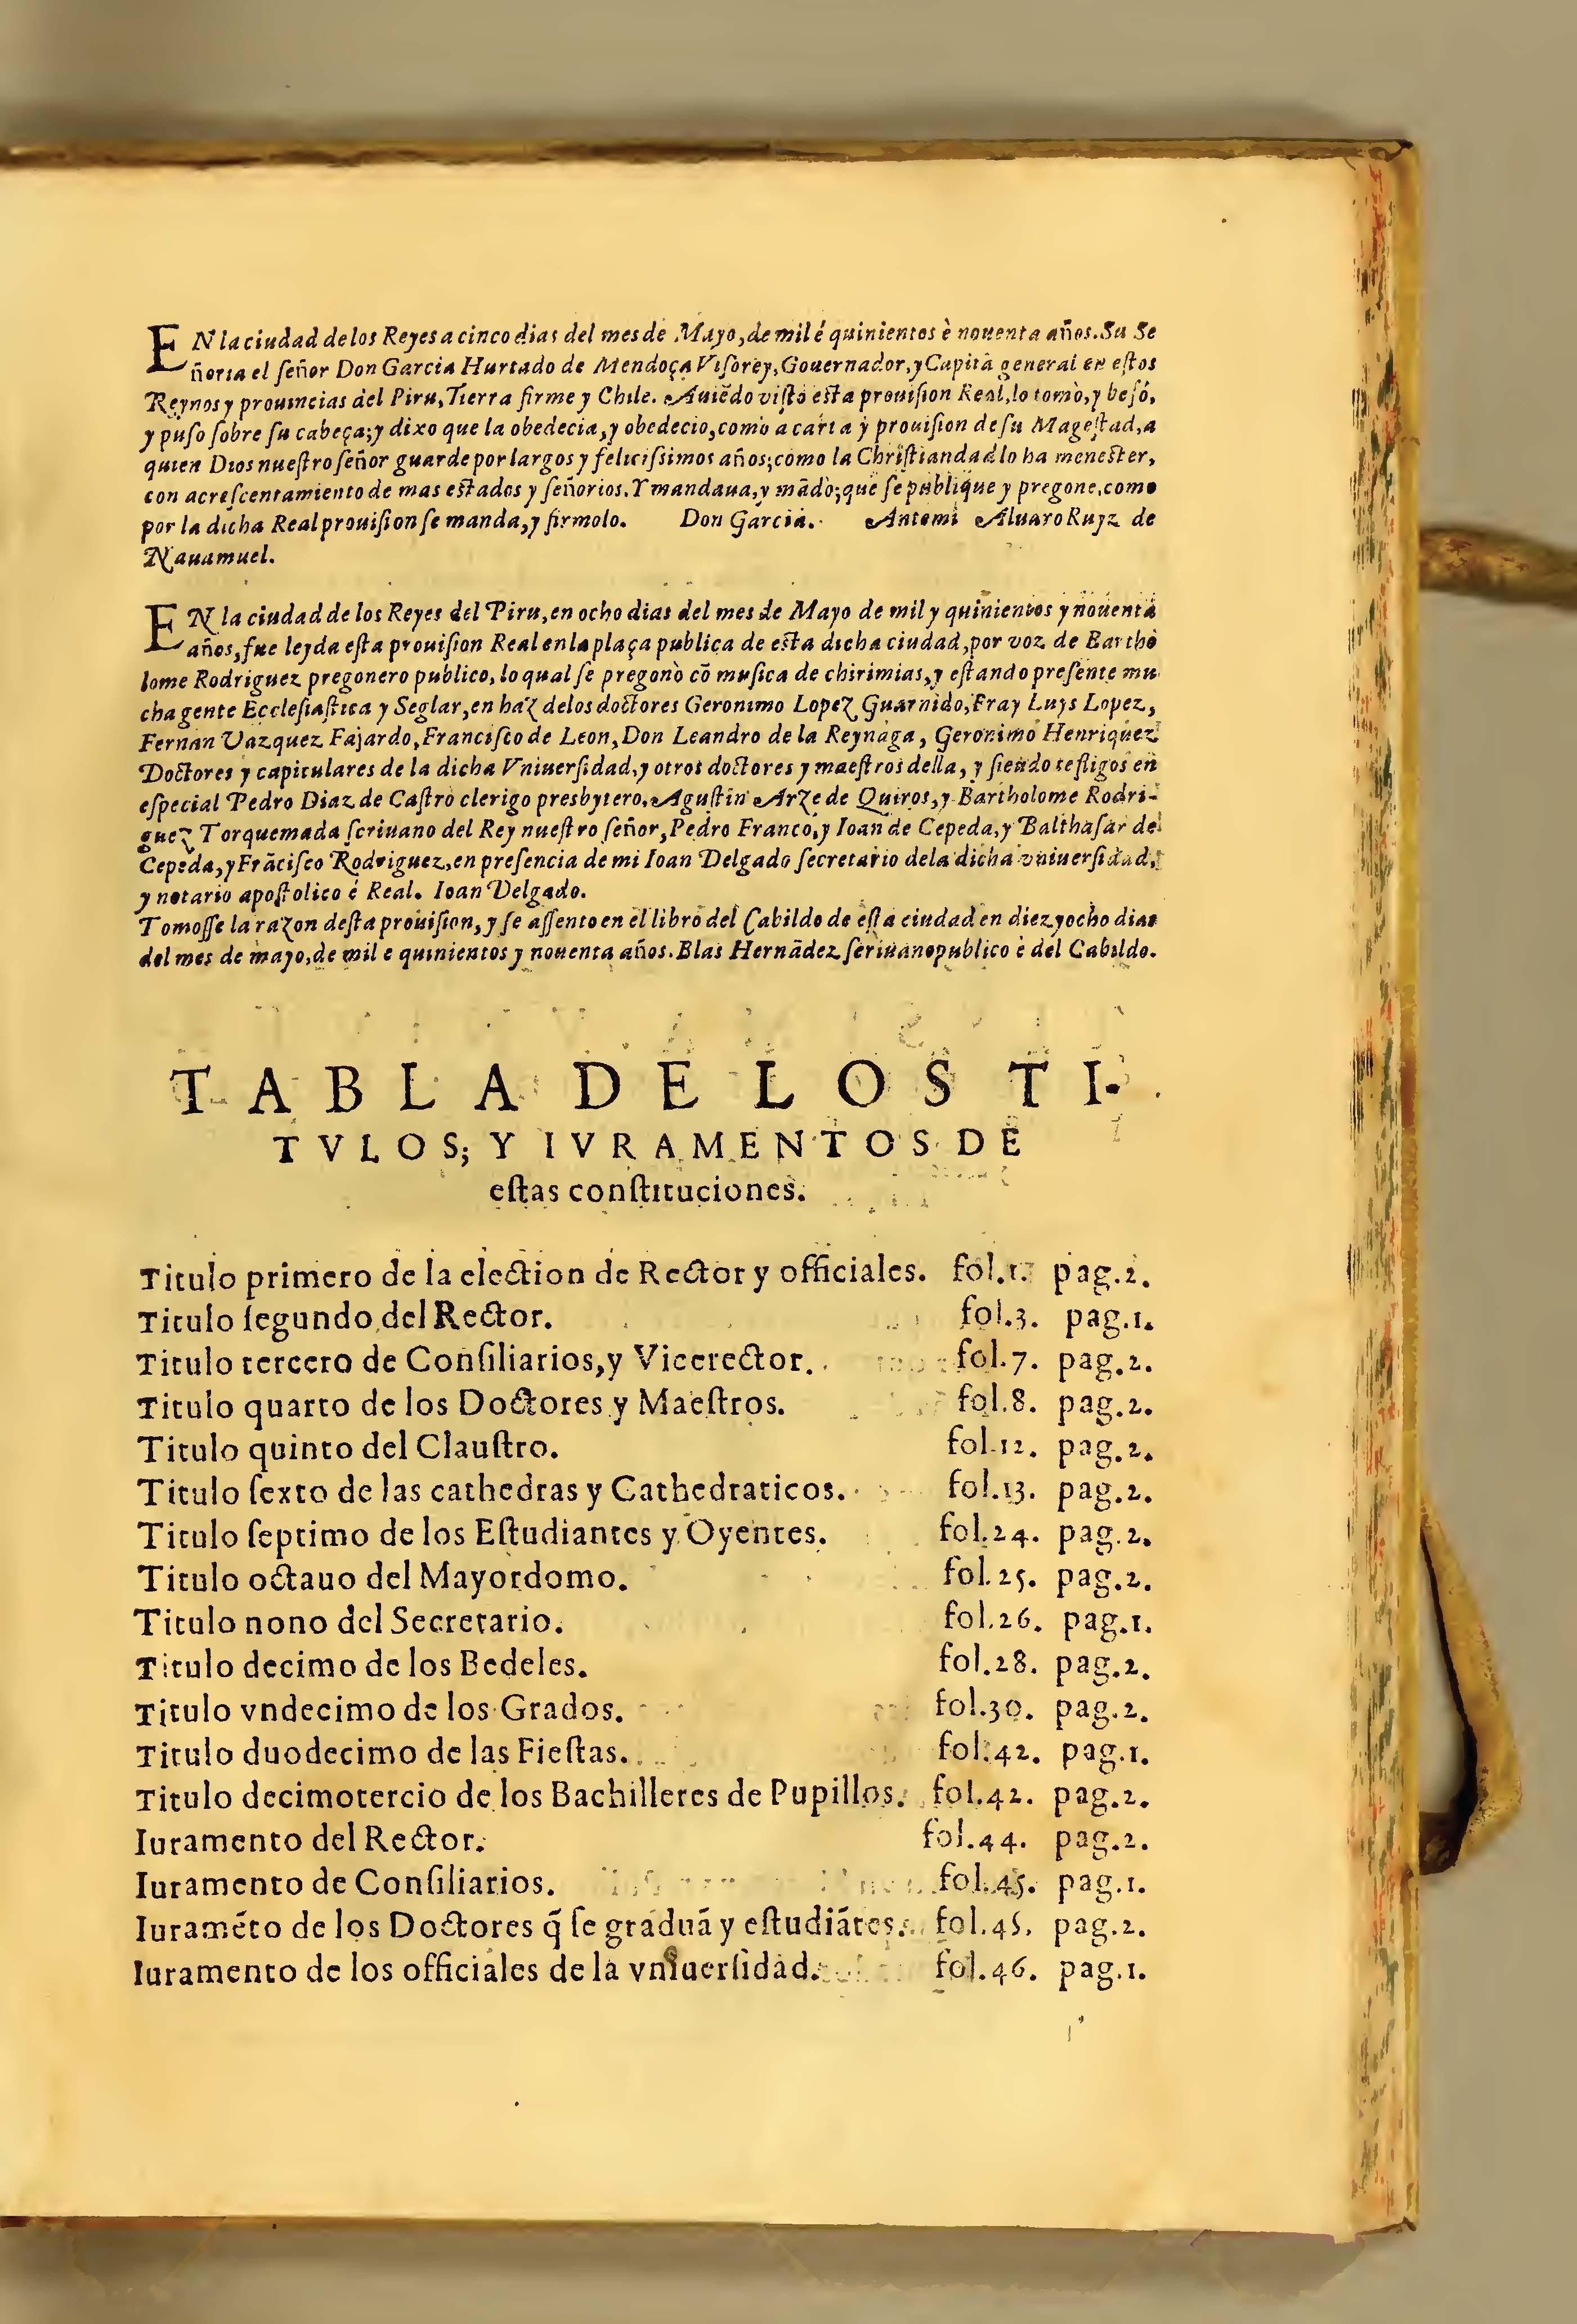 EN la ciudad de los Reyes a cinco dias del mes de Mayo, de mil é quinientos è nouenta años. Su Se
ñoria el ſeñor Don Garcia Hurtado de Mendoça Viſorey, Gouernador, y Capitã general en eſtos
Reynos y prouincias del Piru, Tierra firme y Chile. Auiẽdo viſto eſta prouiſion Real, lo tomò, y beſó,
y puſo ſobre ſu cabeça; y dixo que la obedecia, y obedecio, como a carta y prouiſion de ſu Mageſtad, a
quien Dios nueſtro ſeñor guarde por largos y feliciſsimos años; como la Chriſtiandad lo ha meneſter,
con acreſcentamiento de mas eſtados y ſeñorios. Y mandaua, y mãdo; que ſe publique y pregone, como
por la dicha Real prouiſion ſe manda, y firmolo. Don Garcia. Antemi Aluaro Ruyz de
Nauamuel.
EN la ciudad de los Reyes del Piru, en ocho dias del mes de Mayo de mil y quinientos y nouenta
años, fue leyda eſta prouiſion Real en la plaça publica de eſta dicha ciudad, por voz de Bartho
lome Rodriguez pregonero publico, lo qual ſe pregonò cõ muſica de chirimias, y eſtando preſente mu
cha gente Eccleſiaſtica y Seglar, en haz delos doctores Geronimo Lopez Guarnido, Fray Luys Lopez,
Fernan Vazquez Fajardo, Franciſco de Leon, Don Leandro de la Reynaga, Geronimo Henriquez
Doctores y capitulares de la dicha Vniuerſidad, y otros doctores y maeſtros della, y ſiendo teſtigos en
eſpecial Pedro Diaz de Caſtro clerigo presbytero, Aguſtin Arze de Quiros, y Bartholome Rodri-
guez Torquemada ſcriuano del Rey nueſtro ſeñor, Pedro Franco, y Ioan de Cepeda, y Balthaſar de
Cepeda, y Frãciſco Rodriguez, en preſencia de mi Ioan Delgado ſecretario dela dicha vniuerſidad,
y notario apoſtolico é Real. Ioan Delgado.
Tomoſſe la razon deſta prouiſion, y ſe aſſento en el libro del Cabildo de eſta ciudad en diez y ocho dias
del mes de mayo, de mil e quinientos y nouenta años. Blas Hernãdez ſcriuano publico è del Cabildo.
TABLA DE LOS TI-
TVLOS; Y IVRAMENTOS DE
eſtas conſtituciones.
Titulo primero de la election de Rector y officiales. fol.1. pag.2.
Titulo ſegundo del Rector. fol.3. pag.1.
Titulo tercero de Conſiliarios, y Vicerector. fol.7. pag.2.
Titulo quarto de los Doctores y Maeſtros. fol.8. pag.2.
Titulo quinto del Clauſtro. fol.12. pag.2.
Titulo ſexto de las cathedras y Cathedraticos. fol.13. pag.2.
Titulo ſeptimo de los Eſtudiantes y Oyentes. fol.24. pag.2.
Titulo octauo del Mayordomo. fol.25. pag.2.
Titulo nono del Secretario. fol.26. pag.1.
Titulo decimo de los Bedeles. fol.28. pag.2.
Titulo vndecimo de los Grados. fol.30. pag.2.
Titulo duodecimo de las Fieſtas. fol.42. pag.1.
Titulo decimotercio de los Bachilleres de Pupillos. fol.42. pag.2.
Iuramento del Rector. fol.44. pag.2.
Iuramento de Conſiliarios. fol.45. pag.1.
Iuramẽto de los Doctores q̃ ſe graduã y eſtudiãtes. fol.45. pag.2.
Iuramento de los officiales de la vniuerſidad. fol.46. pag.1.